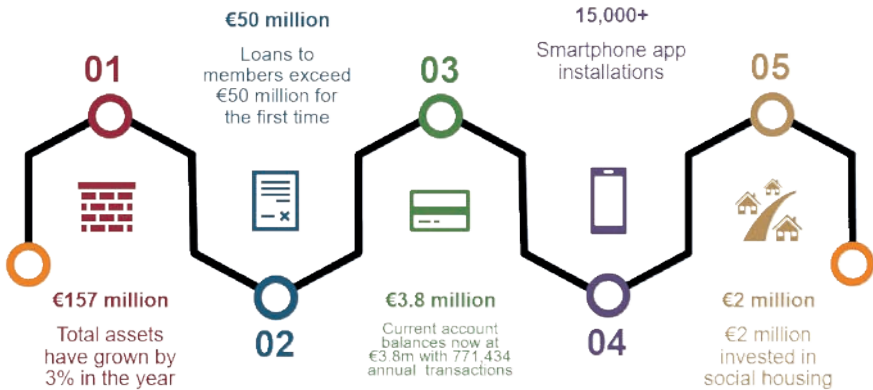 01
€157 million
Total assets
have grown by
3% in the year
€50 million
Loans to
members exceed
€50 million for
the first time
02
03
€3.8 million
Current account
balances now at
€3.8m with 771,434
annual transactions
15,000+
Smartphone app
installations
04
05
€2 million
€2 million
invested in
social housing